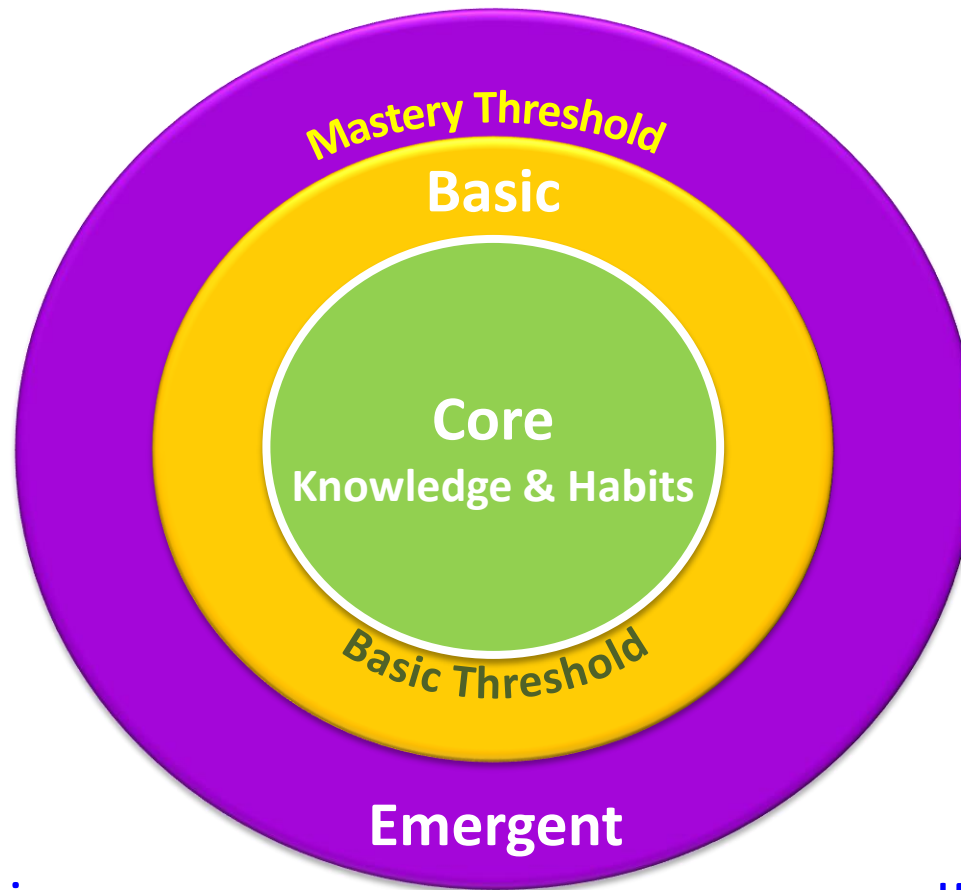 Mastery Threshold
Basic
Core
Knowledge & Habits
Basic Threshold
Emergent